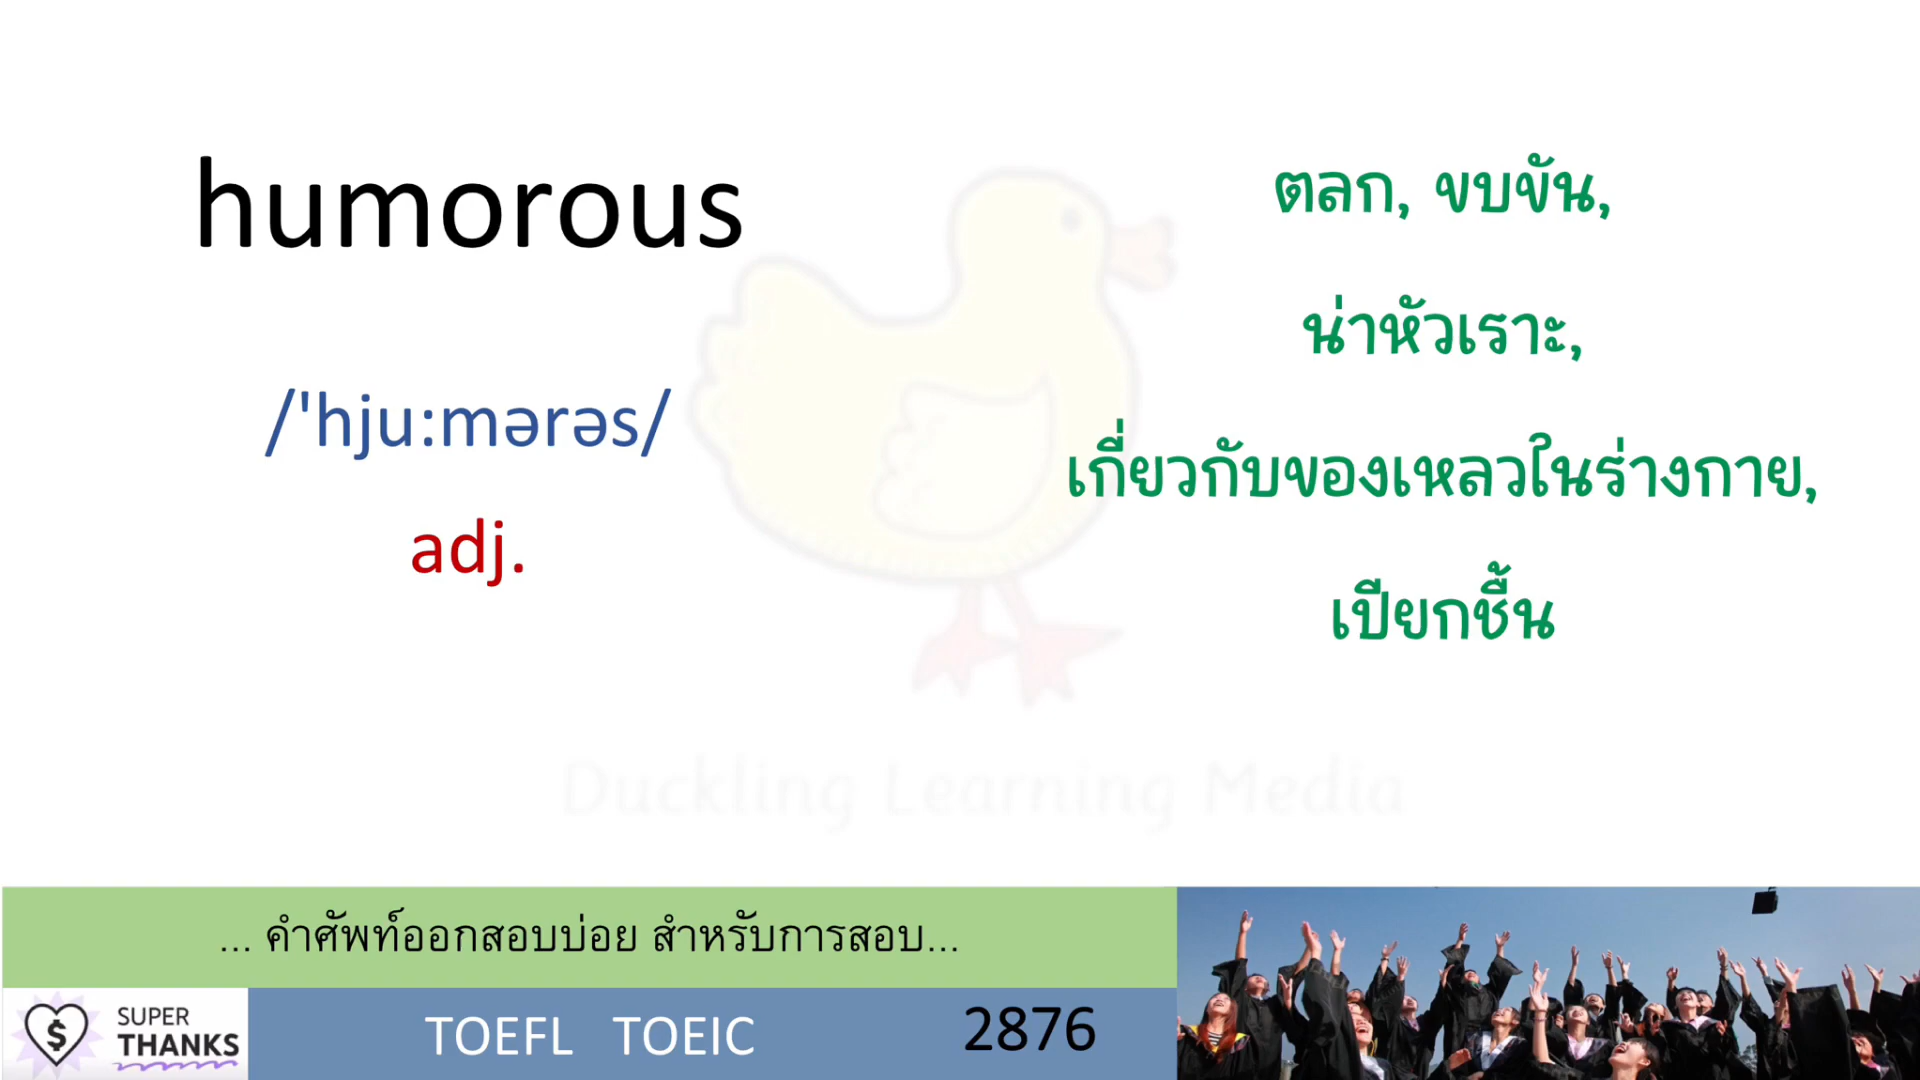 humorous
/'hju:mərəs/
adj.
ตลก, ขบขัน,
น่าหัวเราะ,
เกี่ยวกับของเหลวในร่างกาย,
เปียกชื้น
Duckling Learning Media
... คำศัพท์ออกสอบบ่อย สำหรับการสอบ...
SUPER
THANKS
TOEFL TOEIC
2876